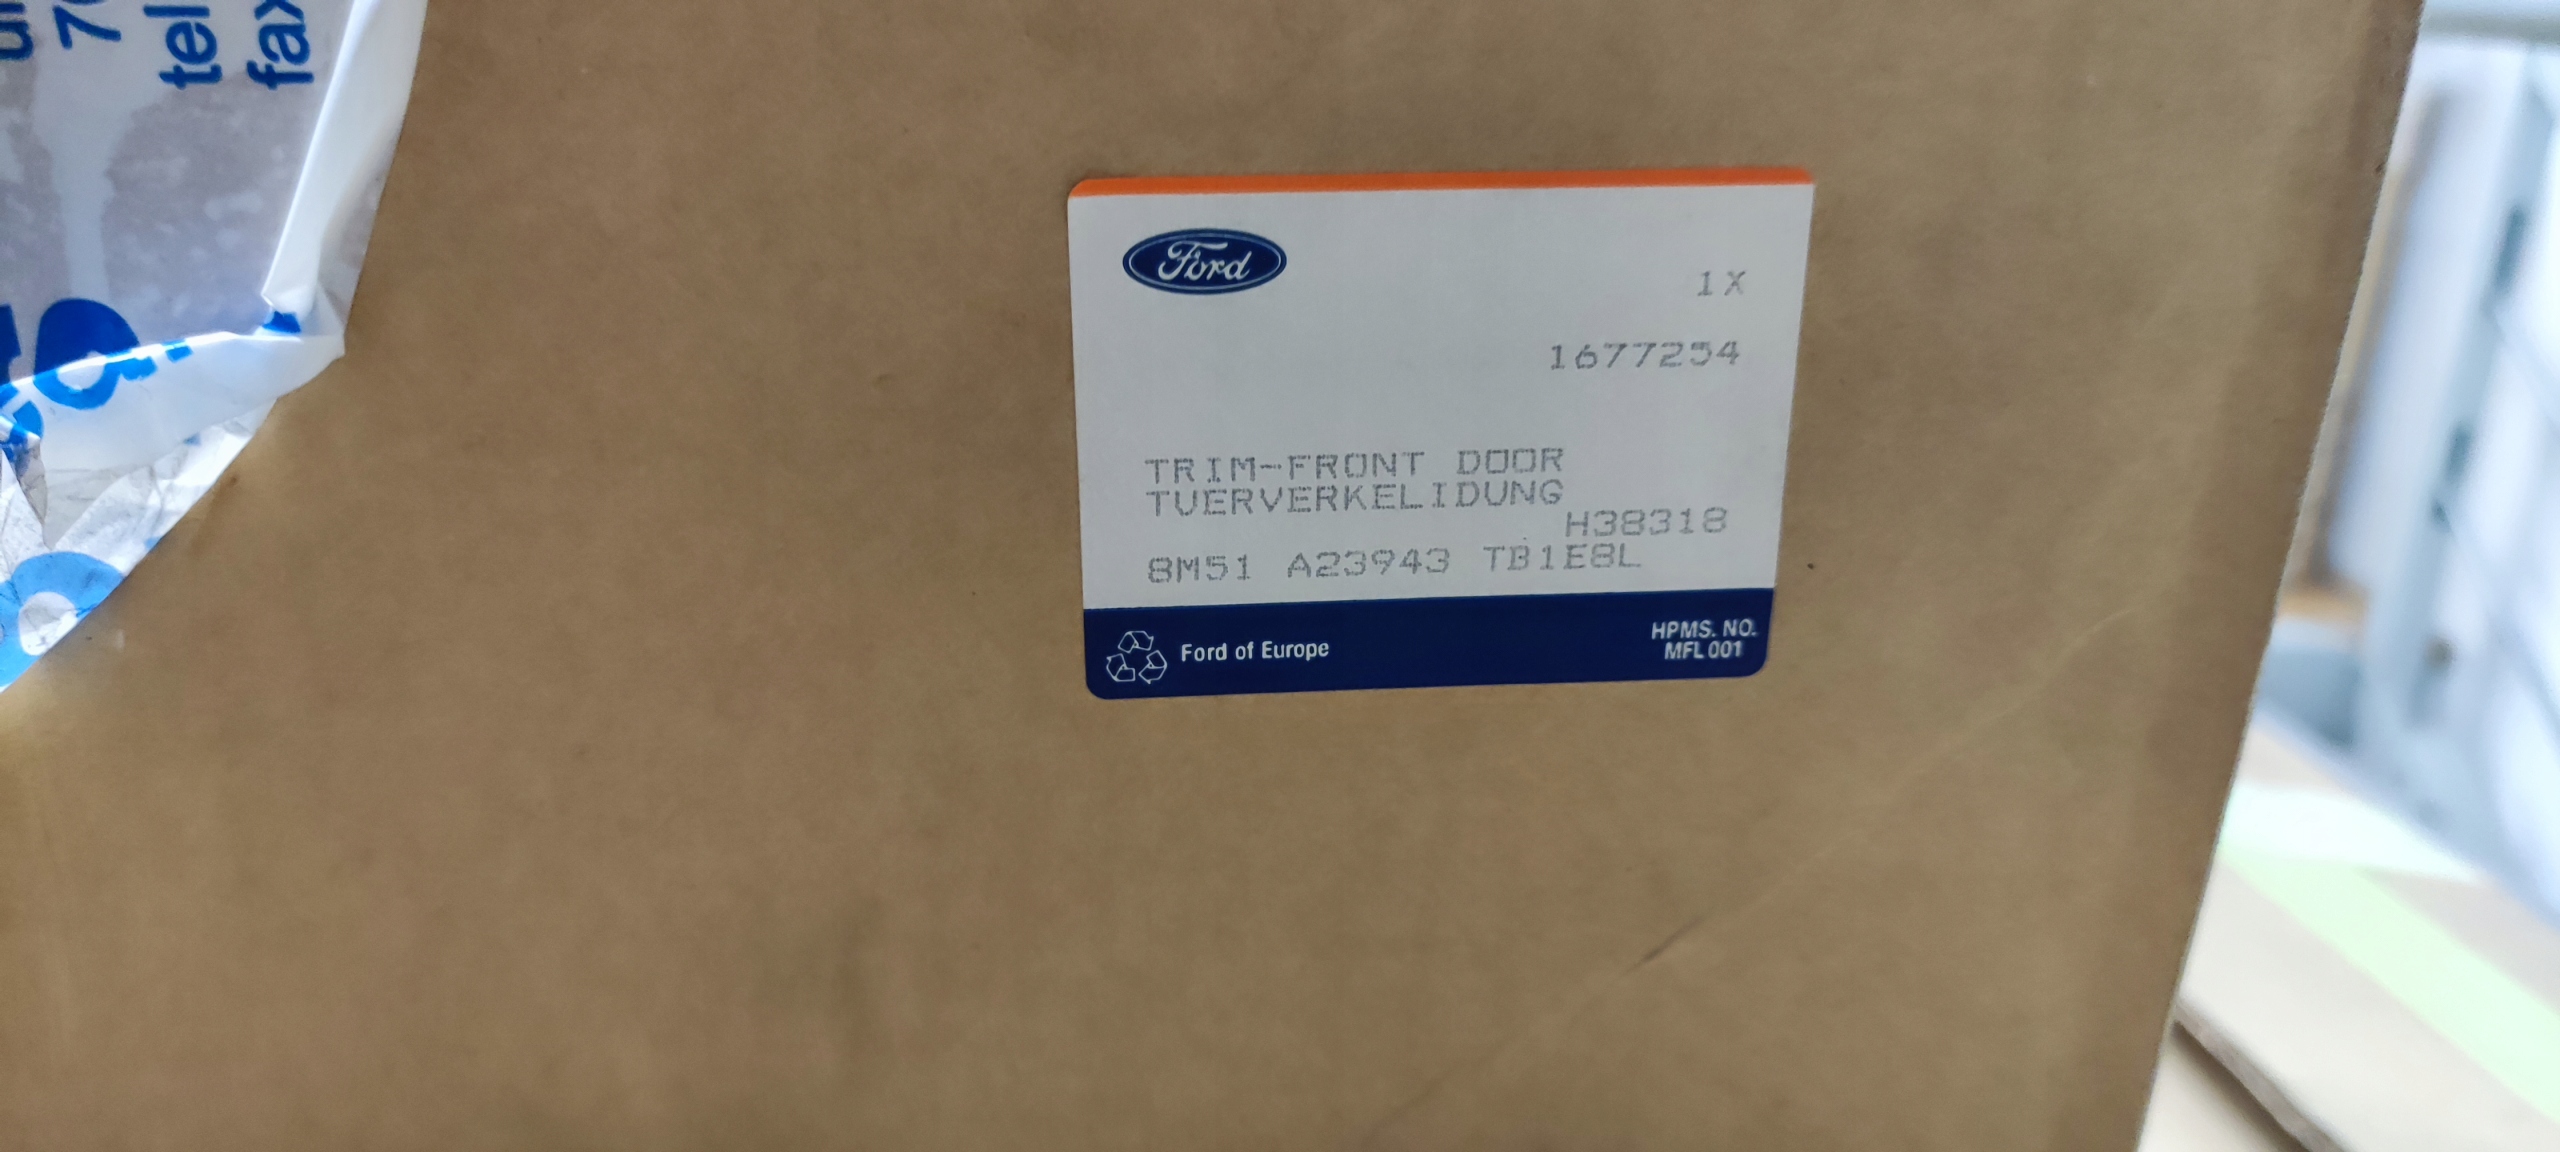 tel
fax
Ford
1X
1677254
TRIM-FRONT DOOR
TUERVERKELIDUNG
H38318
8M51 A23943 TB1E8L
Ford of Europe
HPMS. NO.
MFL 001